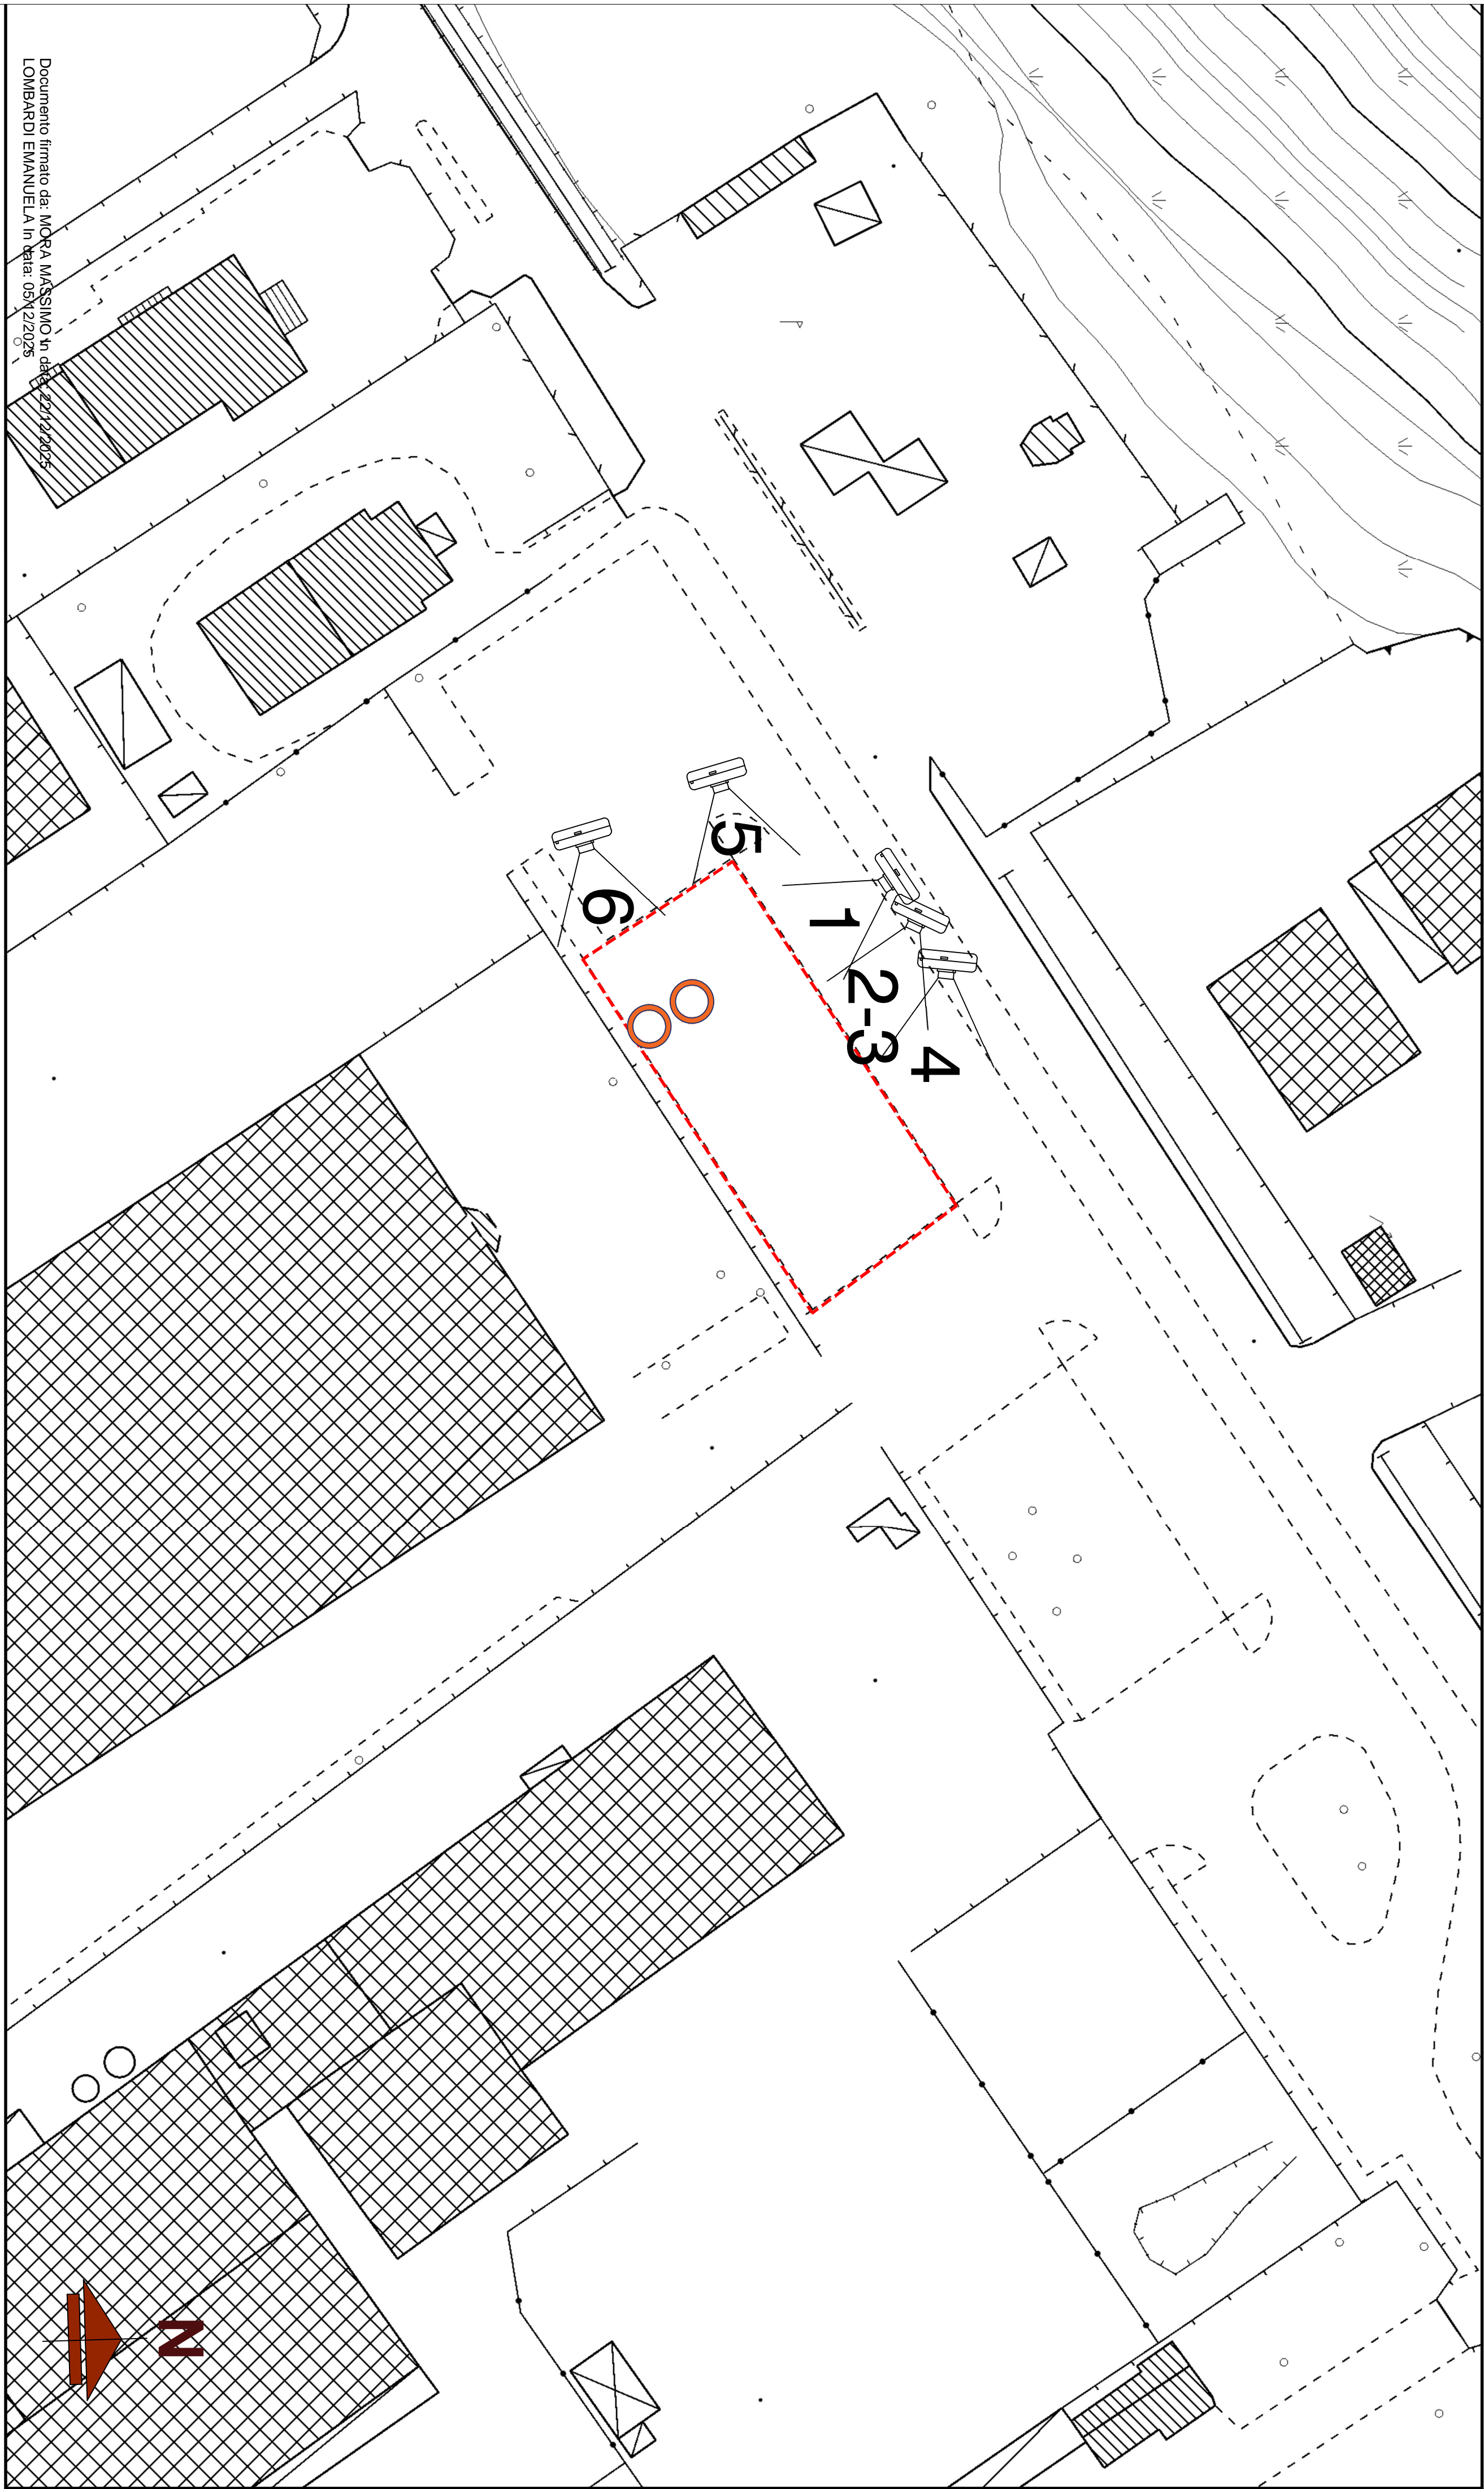 Documento firmato da: MORA MASSIMO in data: 22/12/2025
LOMBARDI EMANUELA in data: 05/12/2025
1
2-3
4
5
6
N